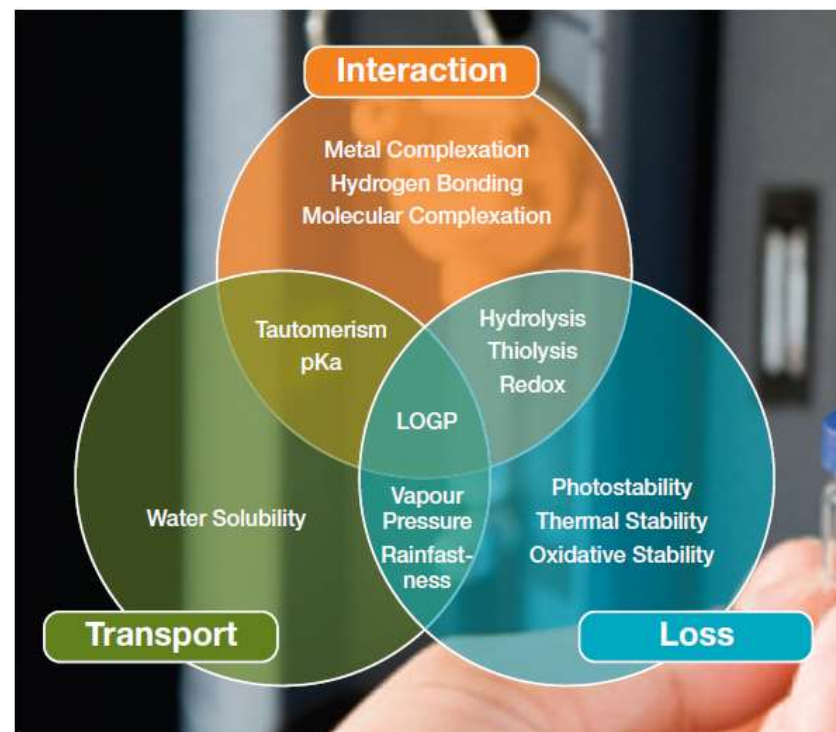 Interaction
Metal Complexation
Hydrogen Bonding
Molecular Complexation
Tautomerism
pKa
Hydrolysis
Thiolysis
Redox
LOGP
Water Solubility
Vapour
Pressure
Rainfast-
ness
Photostability
Thermal Stability
Oxidative Stability
Transport
Loss